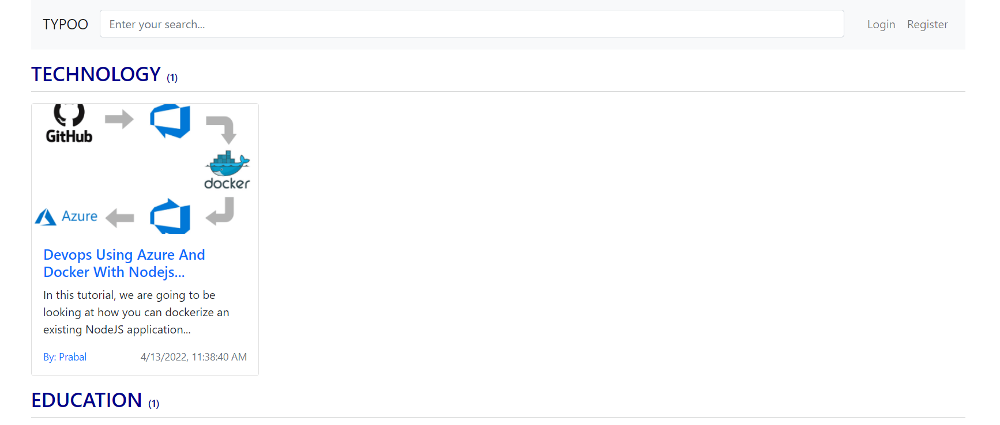 TYPOO Enter your search... Login Register
TECHNOLOGY (1)
GitHub
docker
Azure
Devops Using Azure And
Docker With Nodejs...
In this tutorial, we are going to be
looking at how you can dockerize an
existing NodeJS application...
By: Prabal 4/13/2022, 11:38:40 AM
EDUCATION (1)